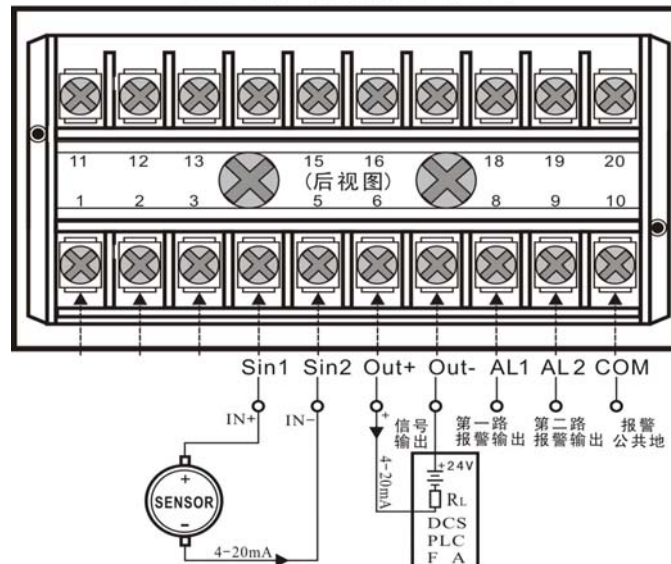 11 12 13 15 16 18 19 20
(后视图)
1 2 3 5 6 8 9 10
Sin1 Sin2 Out+ Out- AL1 AL2 COM
IN+ IN- + 信号 第一路 第二路 报警
输出 报警输出 报警输出 公共地
+24V
4-20mA
RL
+
SENSOR
-
DCS
PLC
F A
4-20mA